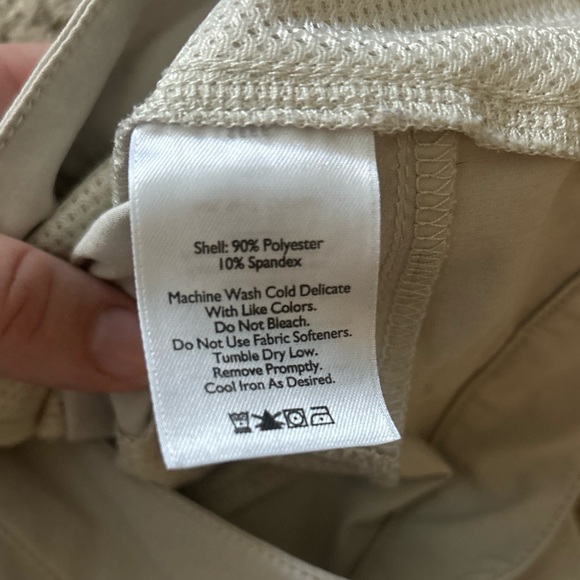 Shell: 90% Polyester
10% Spandex
Machine Wash Cold Delicate
With Like Colors.
Do Not Bleach.
Do Not Use Fabric Softeners.
Tumble Dry Low.
Remove Promptly.
Cool Iron As Desired.